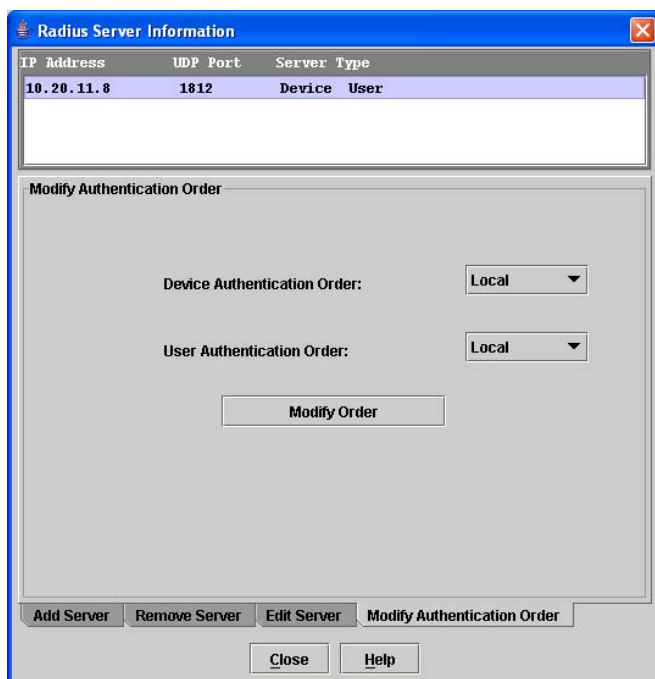 Radius Server Information
IP Address UDP Port Server Type
10.20.11.8 1812 Device User
Modify Authentication Order
Device Authentication Order: Local
User Authentication Order: Local
Modify Order
Add Server Remove Server Edit Server Modify Authentication Order
Close Help